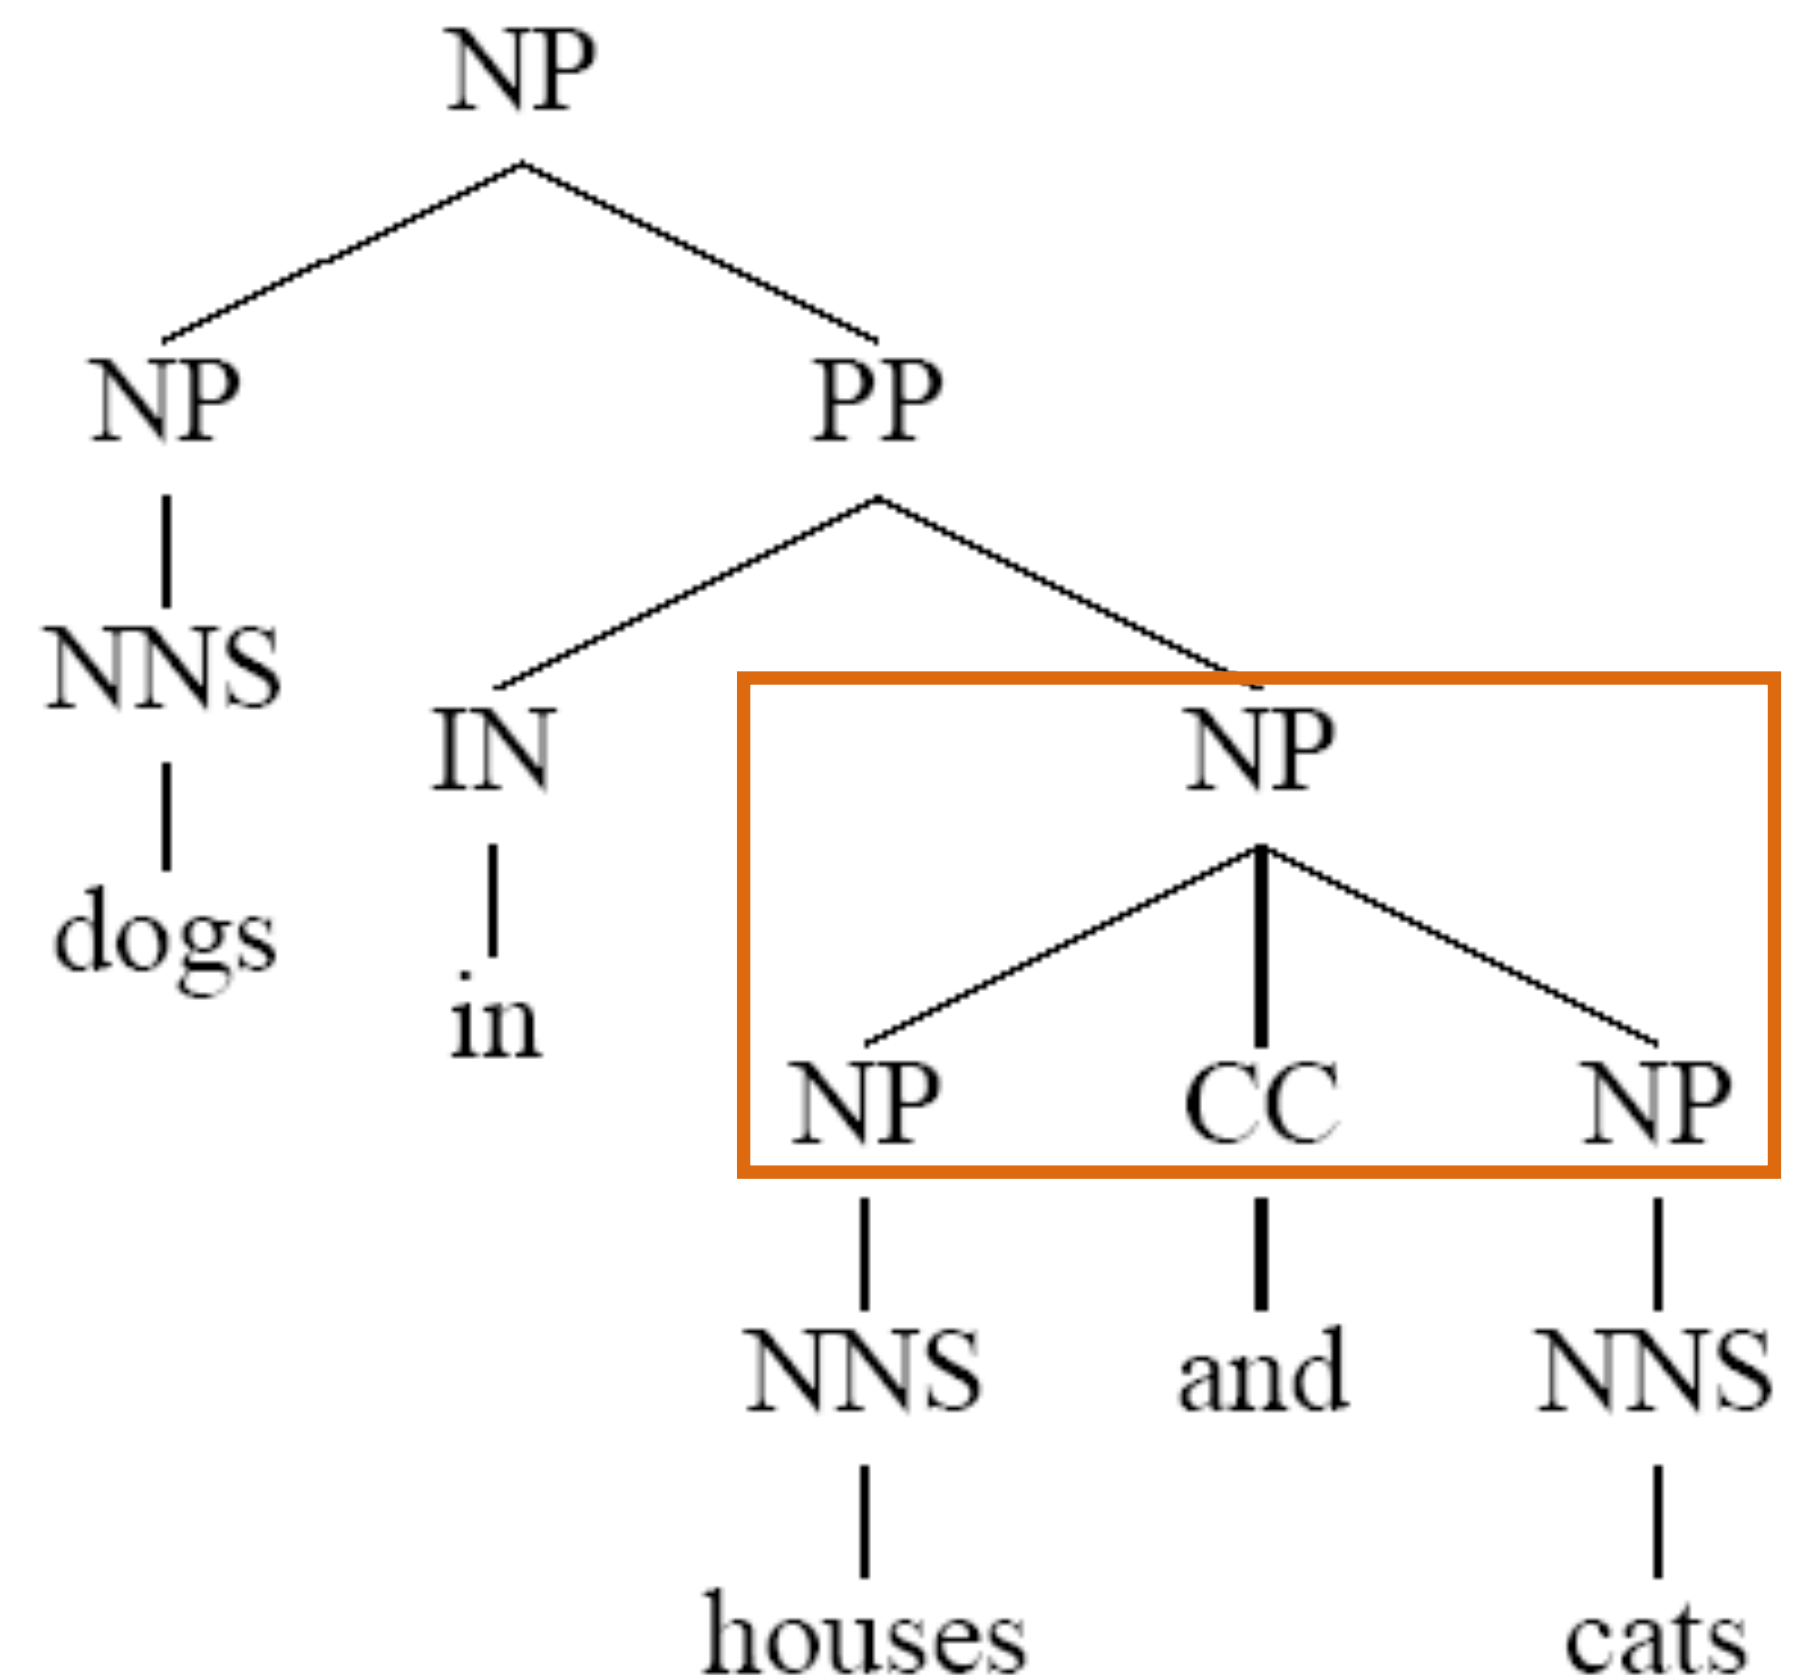 NP
NP PP
NNS IN NP
dogs in
NP CC NP
NNS and NNS
houses cats